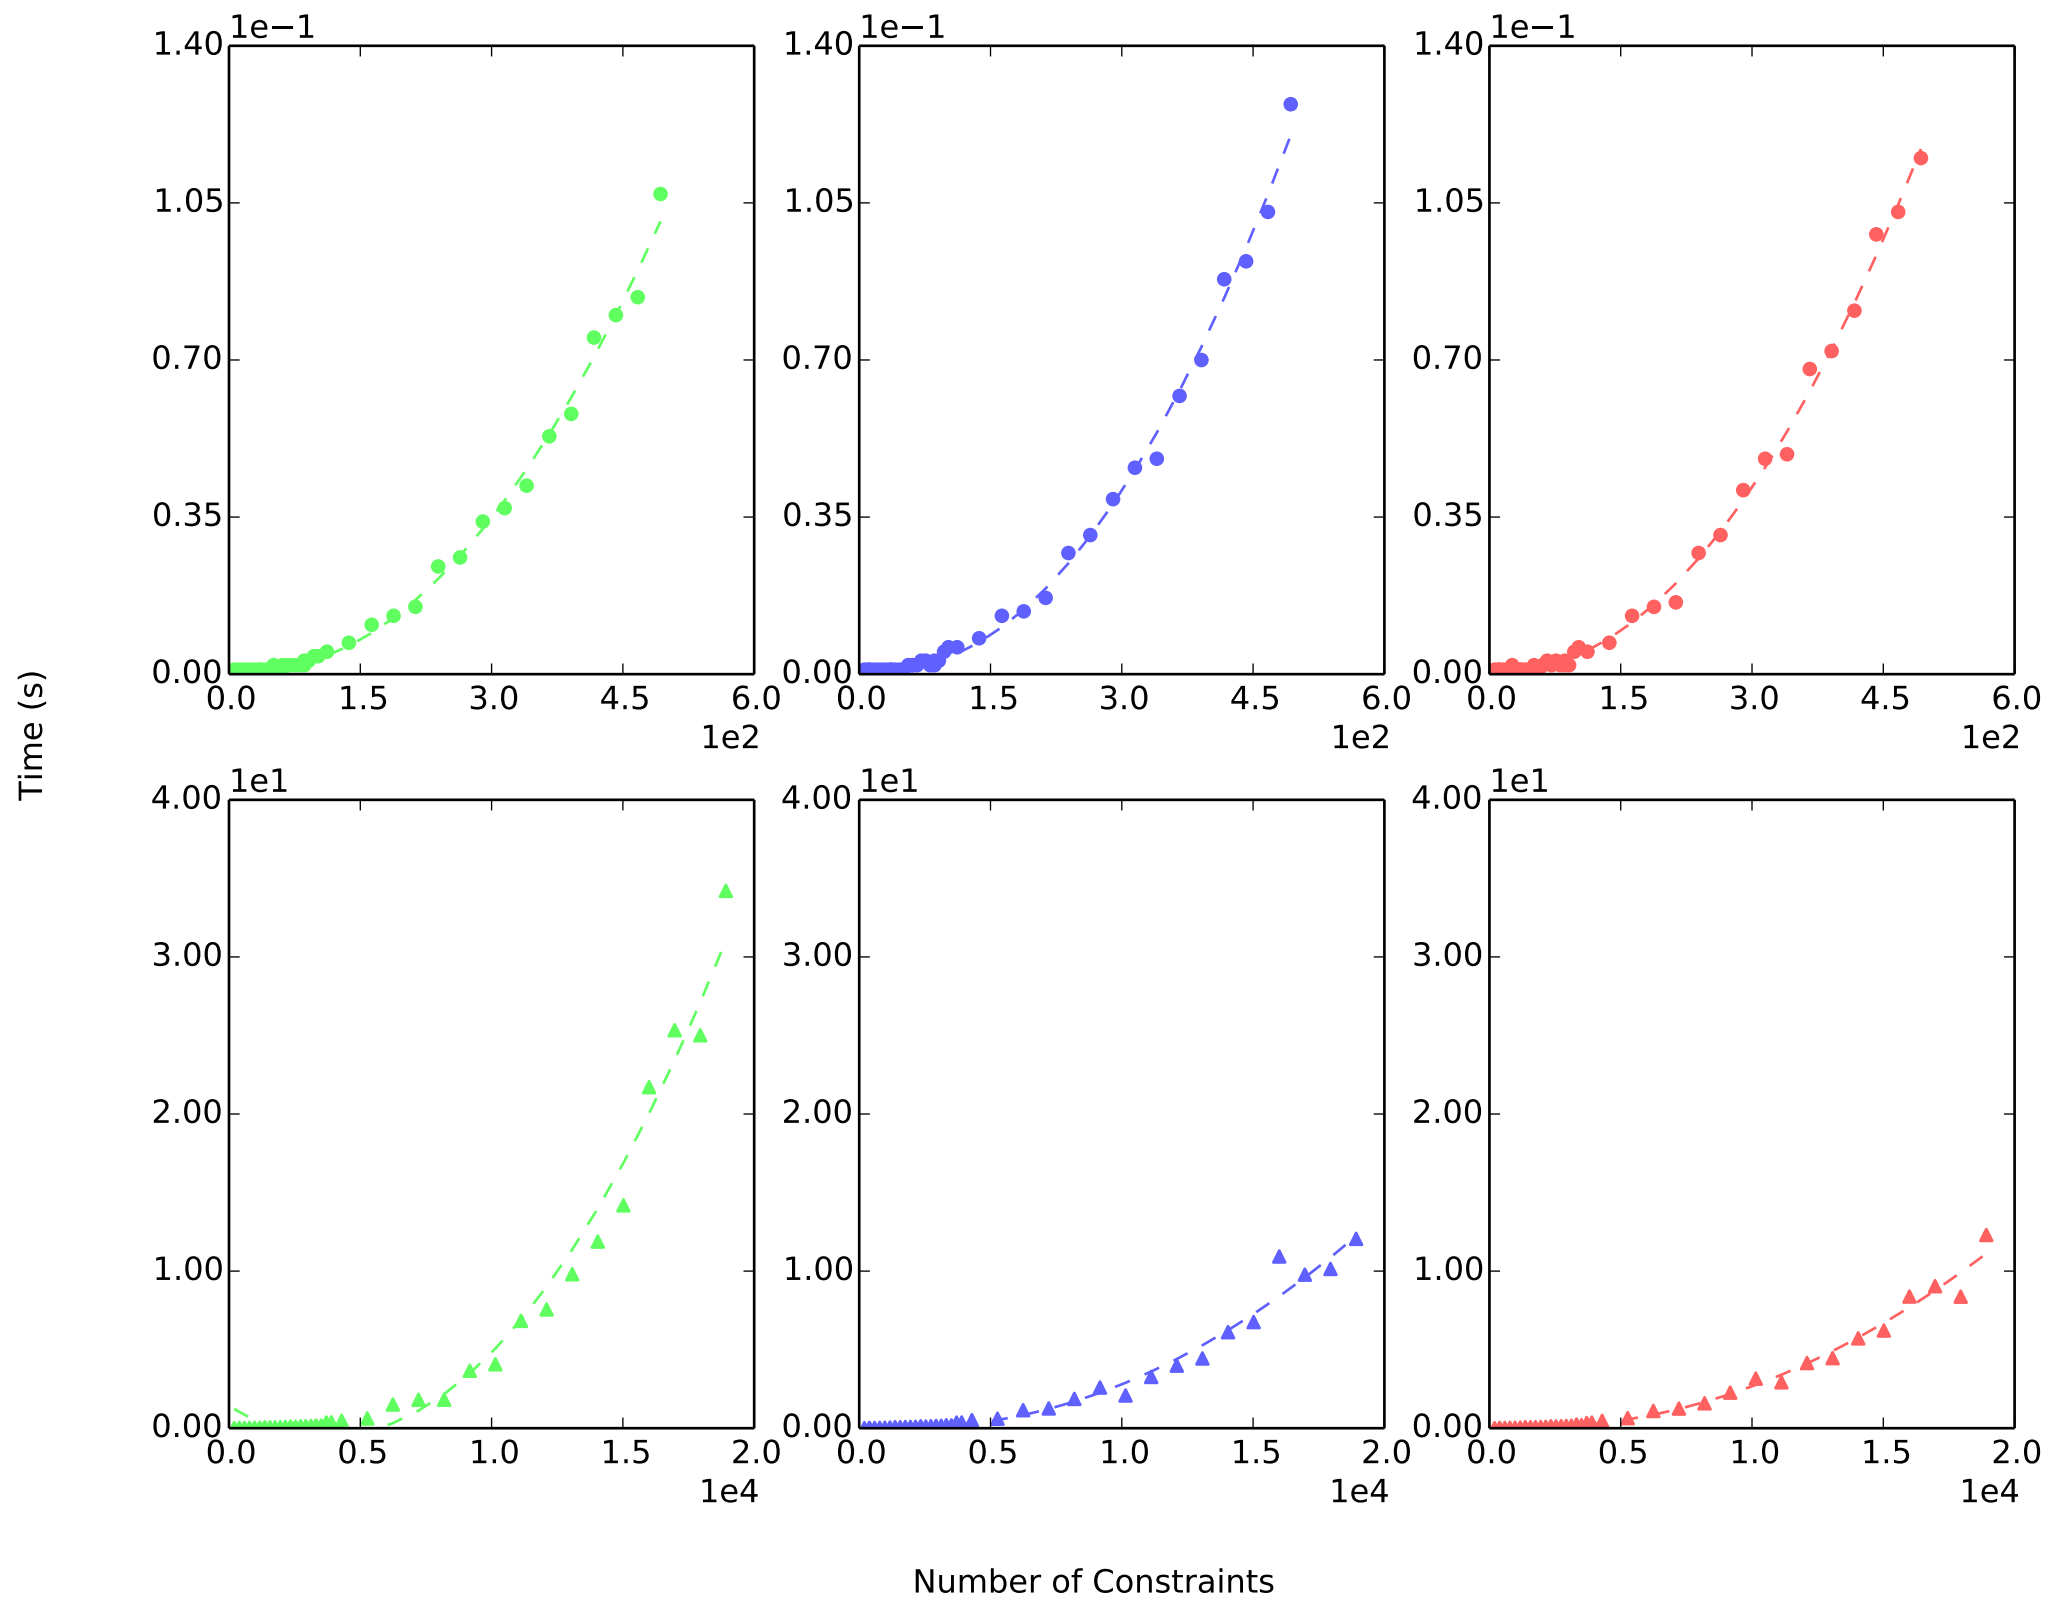 1e−1 1e−1 1e−1
1.40 1.40 1.40
1.05 1.05 1.05
0.70 0.70 0.70
0.35 0.35 0.35
0.00 0.00 0.00
0.0 1.5 3.0 4.5 6.0 0.0 1.5 3.0 4.5 6.0 0.0 1.5 3.0 4.5 6.0
1e2 1e2 1e2
Time (s)
1e1 1e1 1e1
4.00 4.00 4.00
3.00 3.00 3.00
2.00 2.00 2.00
1.00 1.00 1.00
0.00 0.00 0.00
0.0 0.5 1.0 1.5 2.0 0.0 0.5 1.0 1.5 2.0 0.0 0.5 1.0 1.5 2.0
1e4 1e4 1e4
Number of Constraints